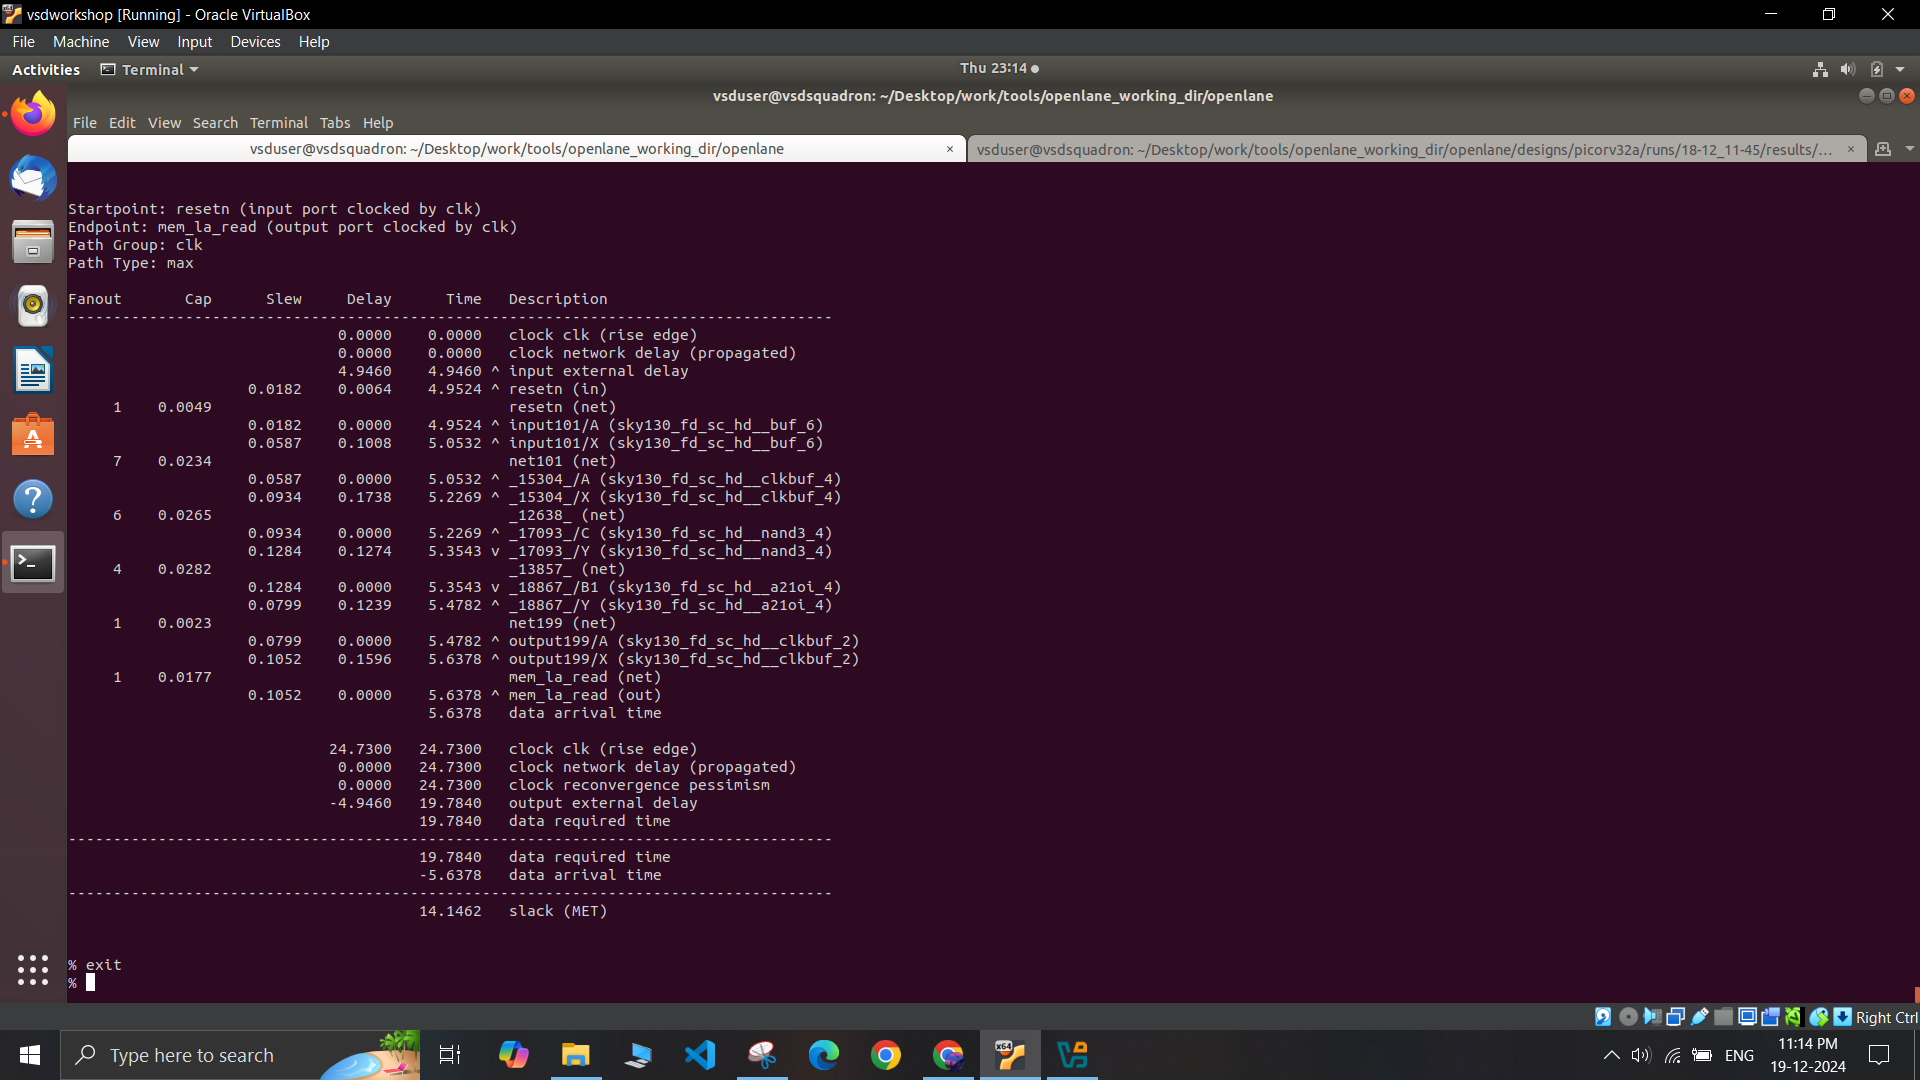 vsdworkshop [Running] - Oracle VirtualBox
File Machine View Input Devices Help
Activities Terminal Thu 23:14
vsduser@vsdsquadron: ~/Desktop/work/tools/openlane_working_dir/openlane
File Edit View Search Terminal Tabs Help
vsduser@vsdsquadron: ~/Desktop/work/tools/openlane_working_dir/openlane × vsduser@vsdsquadron: ~/Desktop/work/tools/openlane_working_dir/openlane/designs/picorv32a/runs/18-12_11-45/results/... ×
Startpoint: resetn (input port clocked by clk)
Endpoint: mem_la_read (output port clocked by clk)
Path Group: clk
Path Type: max
Fanout Cap Slew Delay Time Description
-------------------------------------------------------------------------------------
0.0000 0.0000 clock clk (rise edge)
0.0000 0.0000 clock network delay (propagated)
4.9460 4.9460 ^ input external delay
0.0182 0.0064 4.9524 ^ resetn (in)
1 0.0049 resetn (net)
0.0182 0.0000 4.9524 ^ input101/A (sky130_fd_sc_hd__buf_6)
0.0587 0.1008 5.0532 ^ input101/X (sky130_fd_sc_hd__buf_6)
7 0.0234 net101 (net)
0.0587 0.0000 5.0532 ^ _15304_/A (sky130_fd_sc_hd__clkbuf_4)
0.0934 0.1738 5.2269 ^ _15304_/X (sky130_fd_sc_hd__clkbuf_4)
6 0.0265 _12638_ (net)
0.0934 0.0000 5.2269 ^ _17093_/C (sky130_fd_sc_hd__nand3_4)
0.1284 0.1274 5.3543 v _17093_/Y (sky130_fd_sc_hd__nand3_4)
4 0.0282 _13857_ (net)
0.1284 0.0000 5.3543 v _18867_/B1 (sky130_fd_sc_hd__a21oi_4)
0.0799 0.1239 5.4782 ^ _18867_/Y (sky130_fd_sc_hd__a21oi_4)
1 0.0023 net199 (net)
0.0799 0.0000 5.4782 ^ output199/A (sky130_fd_sc_hd__clkbuf_2)
0.1052 0.1596 5.6378 ^ output199/X (sky130_fd_sc_hd__clkbuf_2)
1 0.0177 mem_la_read (net)
0.1052 0.0000 5.6378 ^ mem_la_read (out)
5.6378 data arrival time
24.7300 24.7300 clock clk (rise edge)
0.0000 24.7300 clock network delay (propagated)
0.0000 24.7300 clock reconvergence pessimism
-4.9460 19.7840 output external delay
19.7840 data required time
-------------------------------------------------------------------------------------
19.7840 data required time
-5.6378 data arrival time
-------------------------------------------------------------------------------------
14.1462 slack (MET)
% exit
%
Right Ctrl
Type here to search
x64
ENG
11:14 PM
19-12-2024